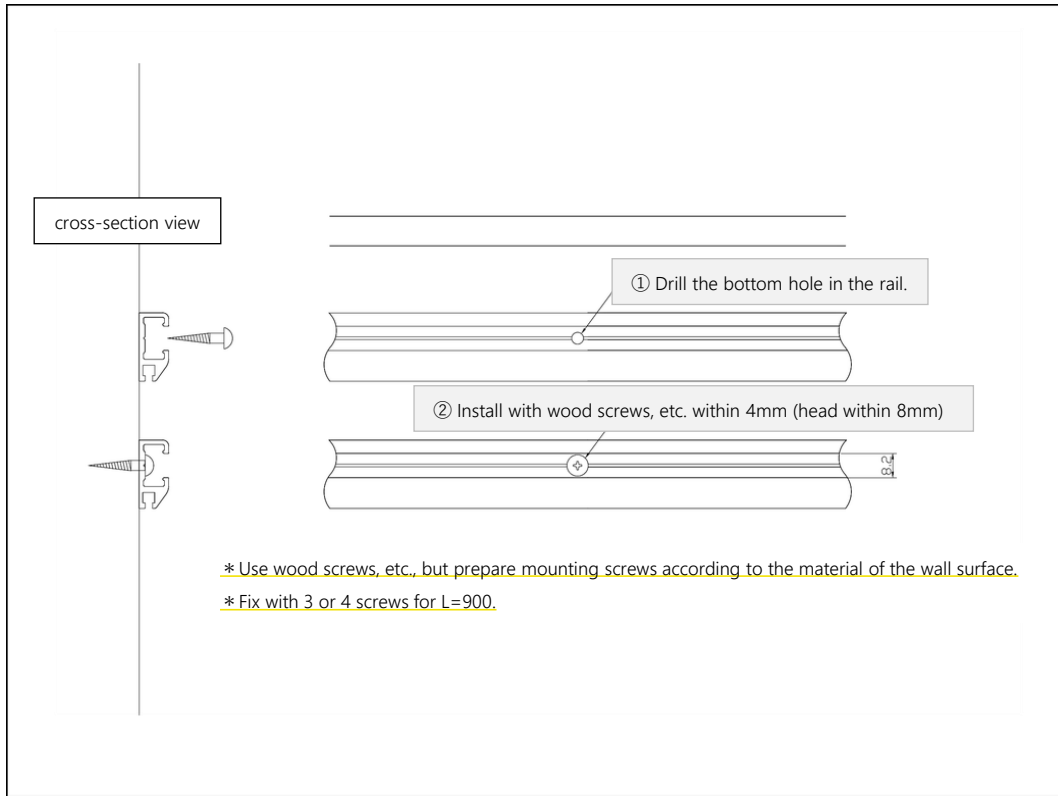 cross-section view
① Drill the bottom hole in the rail.
② Install with wood screws, etc. within 4mm (head within 8mm)
8.2
＊Use wood screws, etc., but prepare mounting screws according to the material of the wall surface.
＊Fix with 3 or 4 screws for L=900.